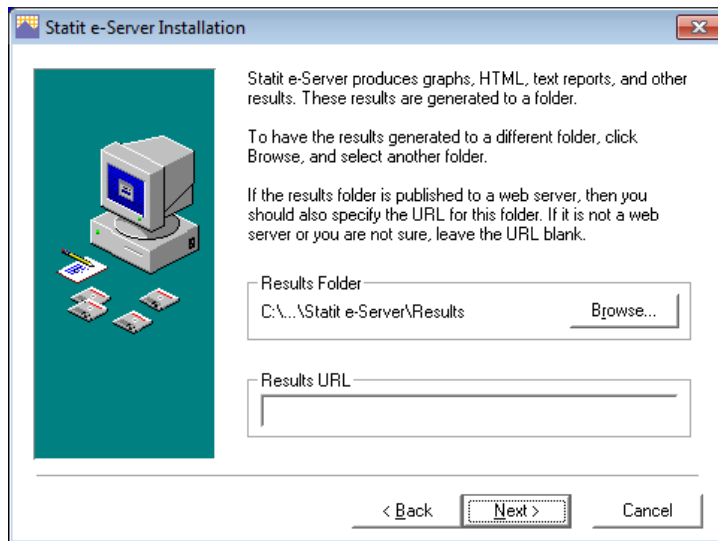 Statit e-Server Installation
Statit e-Server produces graphs, HTML, text reports, and other
results. These results are generated to a folder.
To have the results generated to a different folder, click
Browse, and select another folder.
If the results folder is published to a web server, then you
should also specify the URL for this folder. If it is not a web
server or you are not sure, leave the URL blank.
Results Folder
C:\...\Statit e-Server\Results
Browse...
Results URL
< Back
Next >
Cancel